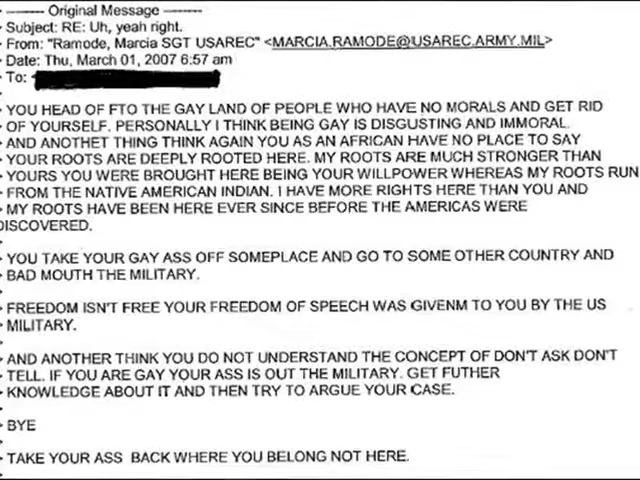 > -------- Original Message --------
> Subject: RE: Uh, yeah right.
> From: "Ramode, Marcia SGT USAREC" <MARCIA.RAMODE@USAREC.ARMY.MIL>
> Date: Thu, March 01, 2007 6:57 am
> To:
>
> YOU HEAD OF FTO THE GAY LAND OF PEOPLE WHO HAVE NO MORALS AND GET RID
> OF YOURSELF. PERSONALLY I THINK BEING GAY IS DISGUSTING AND IMMORAL.
> AND ANOTHET THING THINK AGAIN YOU AS AN AFRICAN HAVE NO PLACE TO SAY
> YOUR ROOTS ARE DEEPLY ROOTED HERE. MY ROOTS ARE MUCH STRONGER THAN
> YOURS YOU WERE BROUGHT HERE BEING YOUR WILLPOWER WHEREAS MY ROOTS RUN
> FROM THE NATIVE AMERICAN INDIAN. I HAVE MORE RIGHTS HERE THAN YOU AND
> MY ROOTS HAVE BEEN HERE EVER SINCE BEFORE THE AMERICAS WERE
DISCOVERED.
>
> YOU TAKE YOUR GAY ASS OFF SOMEPLACE AND GO TO SOME OTHER COUNTRY AND
> BAD MOUTH THE MILITARY.
>
> FREEDOM ISN'T FREE YOUR FREEDOM OF SPEECH WAS GIVENM TO YOU BY THE US
> MILITARY.
>
> AND ANOTHER THINK YOU DO NOT UNDERSTAND THE CONCEPT OF DON'T ASK DON'T
> TELL. IF YOU ARE GAY YOUR ASS IS OUT THE MILITARY. GET FUTHER
> KNOWLEDGE ABOUT IT AND THEN TRY TO ARGUE YOUR CASE.
>
> BYE
>
> TAKE YOUR ASS BACK WHERE YOU BELONG NOT HERE.
>